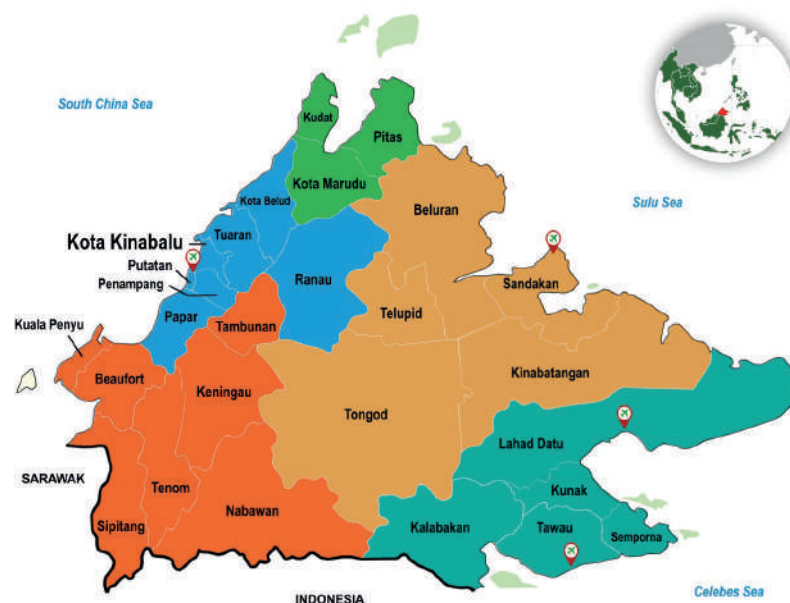 South China Sea
Kudat
Pitas
Kota Marudu
Kota Belud
Beluran
Sulu Sea
Tuaran
Kota Kinabalu
Putatan
Penampang
Ranau
Sandakan
Papar
Tambunan
Telupid
Kuala Penyu
Beaufort
Keningau
Kinabatangan
Tongod
Lahad Datu
SARAWAK
Tenom
Kunak
Nabawan
Sipitang
Kalabakan
Tawau
Semporna
INDONESIA
Celebes Sea